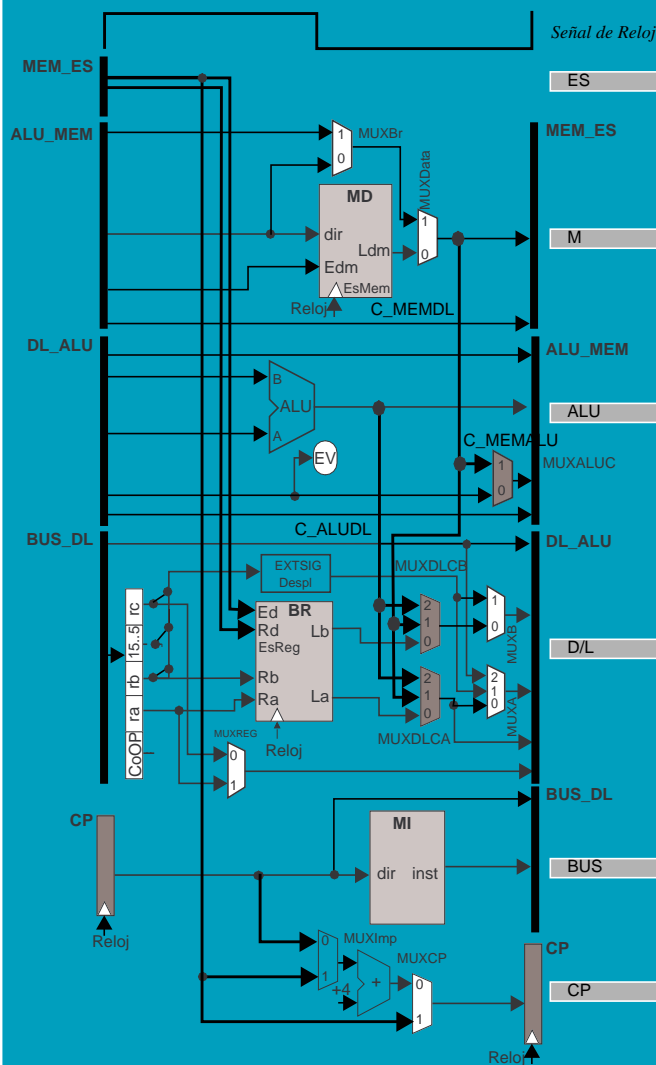 Señal de Reloj
MEM_ES
ES
ALU_MEM
MEM_ES
1
MUXBr
0
MUXData
MD
dir
Ldm
1
0
M
Edm
EsMem
Reloj
C_MEMDL
DL_ALU
ALU_MEM
B
ALU
A
ALU
C_MEMALU
EV
1
0
MUXALUC
C_ALUDL
BUS_DL
DL_ALU
EXTSIG
Despl
MUXDLCB
rc
15..5
rb
ra
CoOP
BR
Ed
Rd
EsReg
Lb
Rb
Ra
La
2
1
0
1
0
MUXB
D/L
2
1
0
2
1
0
MUXA
MUXDLCA
MUXREG
0
1
Reloj
BUS_DL
CP
MI
dir inst
BUS
Reloj
0
MUXImp
1
+4
+
MUXCP
0
1
CP
CP
Reloj